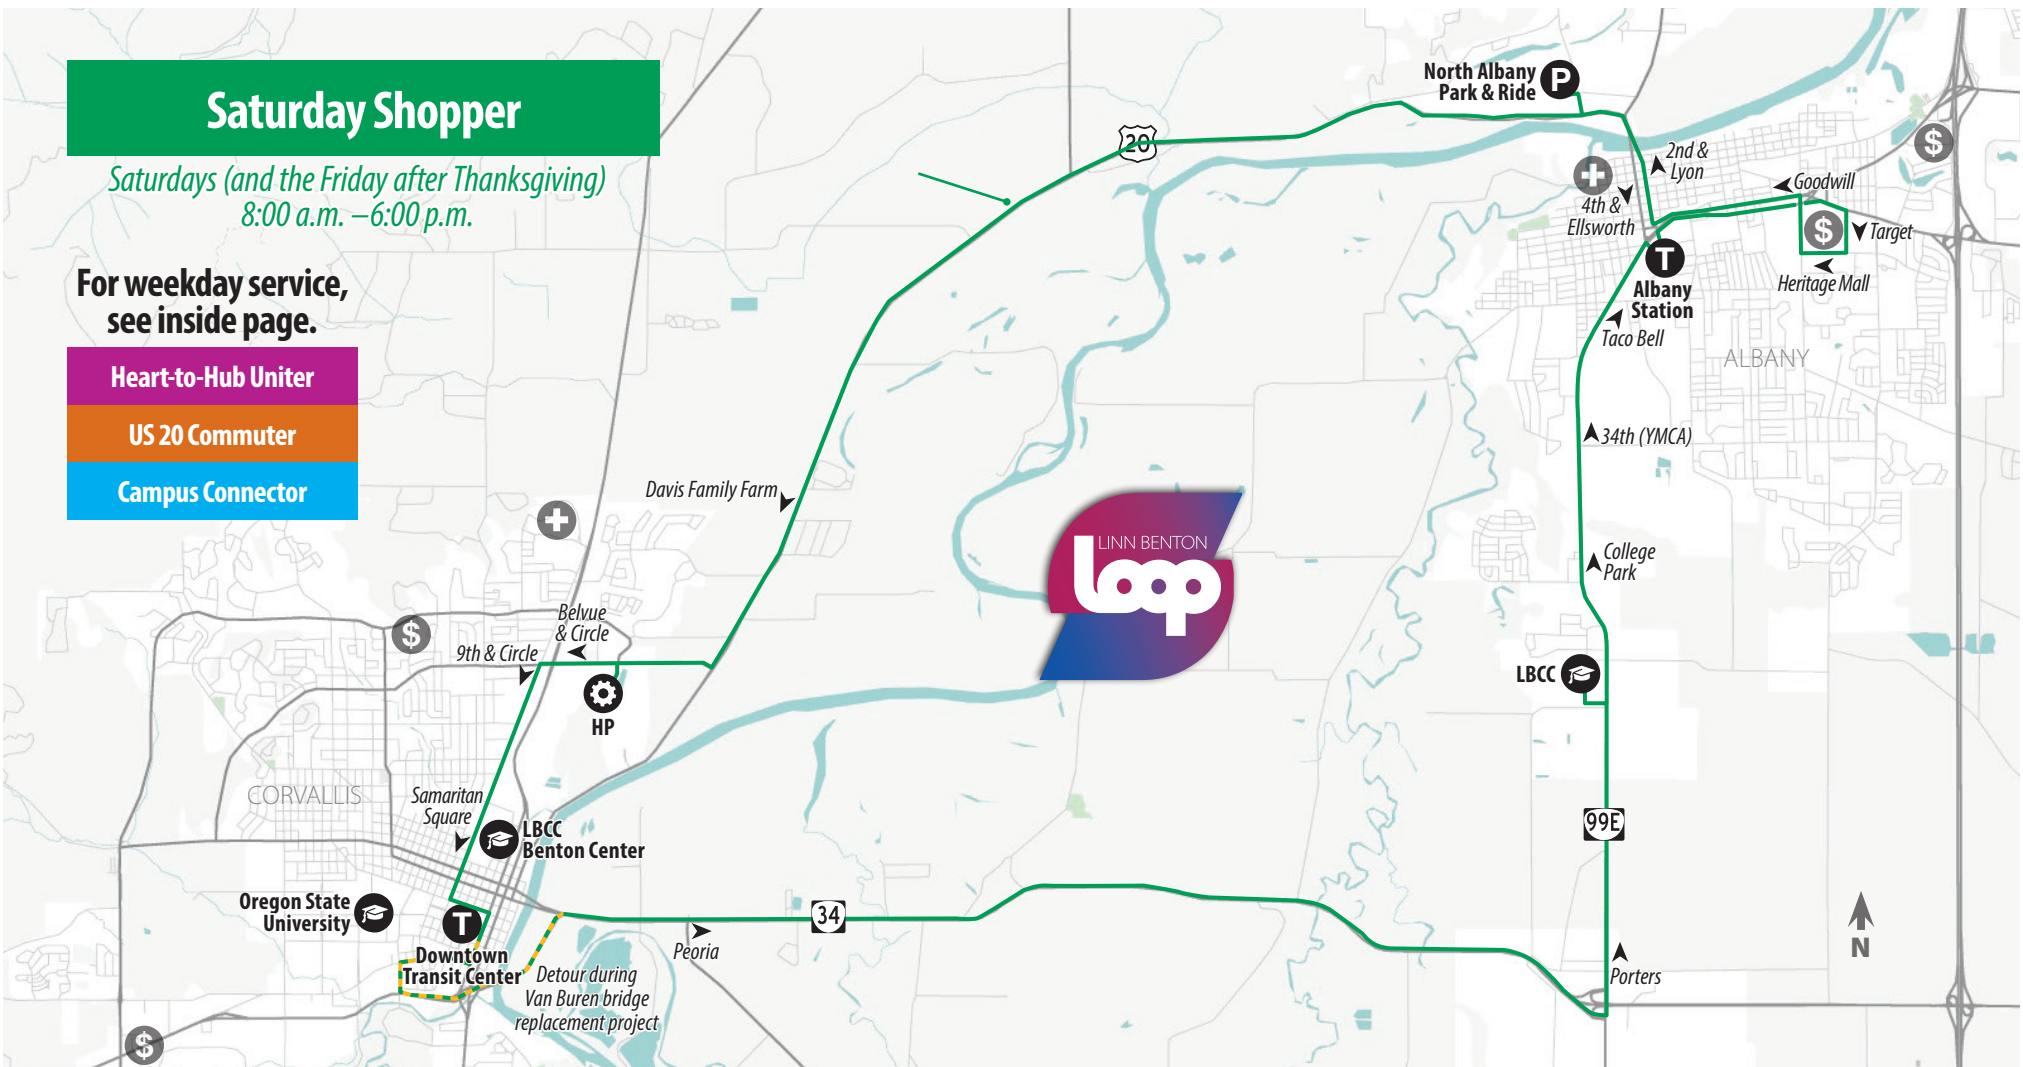 Saturday Shopper
Saturdays (and the Friday after Thanksgiving)
8:00 a.m. –6:00 p.m.
For weekday service,
see inside page.
Heart-to-Hub Uniter
US 20 Commuter
Campus Connector
North Albany
Park & Ride
P
20
$
2nd &
Lyon
Goodwill
4th &
Ellsworth
$
Target
T
Heritage Mall
Albany
Station
Taco Bell
ALBANY
34th (YMCA)
Davis Family Farm
LINN BENTON
Loop
College
Park
Belvue
& Circle
$
9th & Circle
LBCC
HP
CORVALLIS
Samaritan
Square
LBCC
Benton Center
99E
Oregon State
University
T
34
Downtown
Transit Center
Peoria
Detour during
Van Buren bridge
replacement project
Porters
N
$